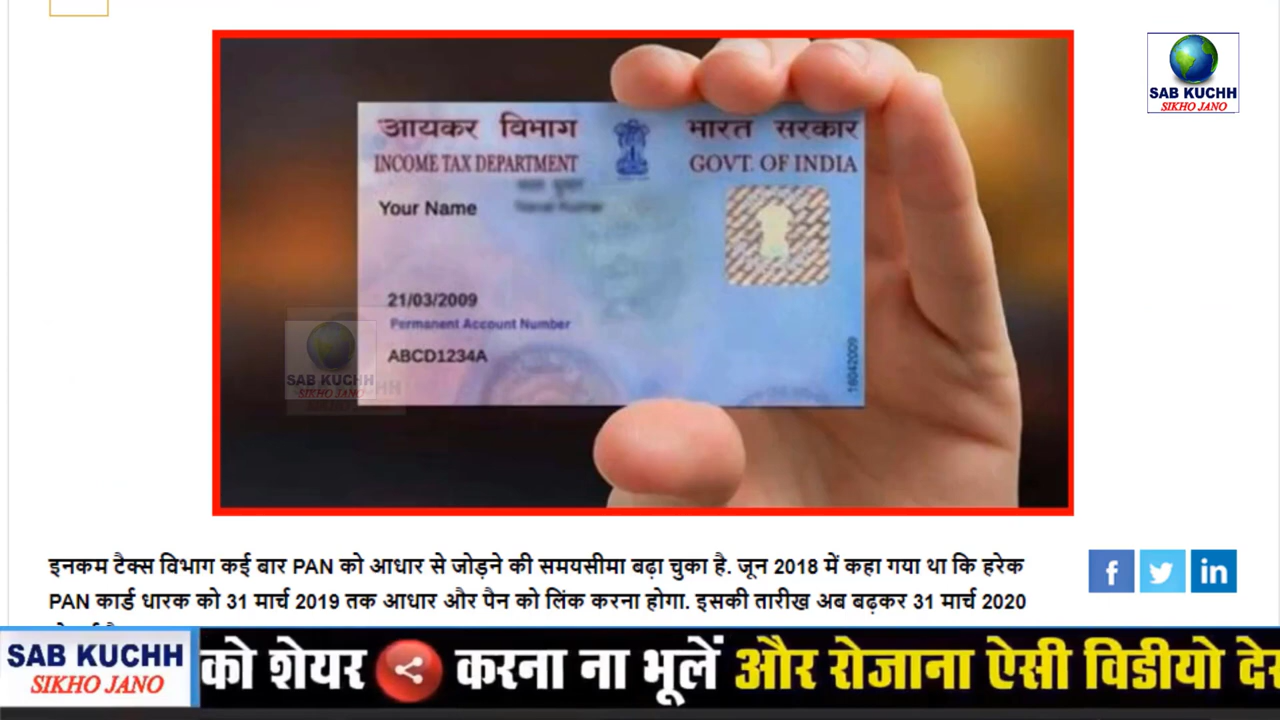 SAB KUCHH
SIKHO JANO
आयकर विभाग
भारत सरकार
INCOME TAX DEPARTMENT
GOVT. OF INDIA
Your Name
21/03/2009
Permanent Account Number
ABCD1234A
16042009
SAB KUCHH
SIKHO JANO
इनकम टैक्स विभाग कई बार PAN को आधार से जोड़ने की समयसीमा बढ़ा चुका है. जून 2018 में कहा गया था कि हरेक
PAN कार्ड धारक को 31 मार्च 2019 तक आधार और पैन को लिंक करना होगा. इसकी तारीख अब बढ़कर 31 मार्च 2020
f
in
SAB KUCHH
SIKHO JANO
को शेयर करना ना भूलें और रोजाना ऐसी विडीयो